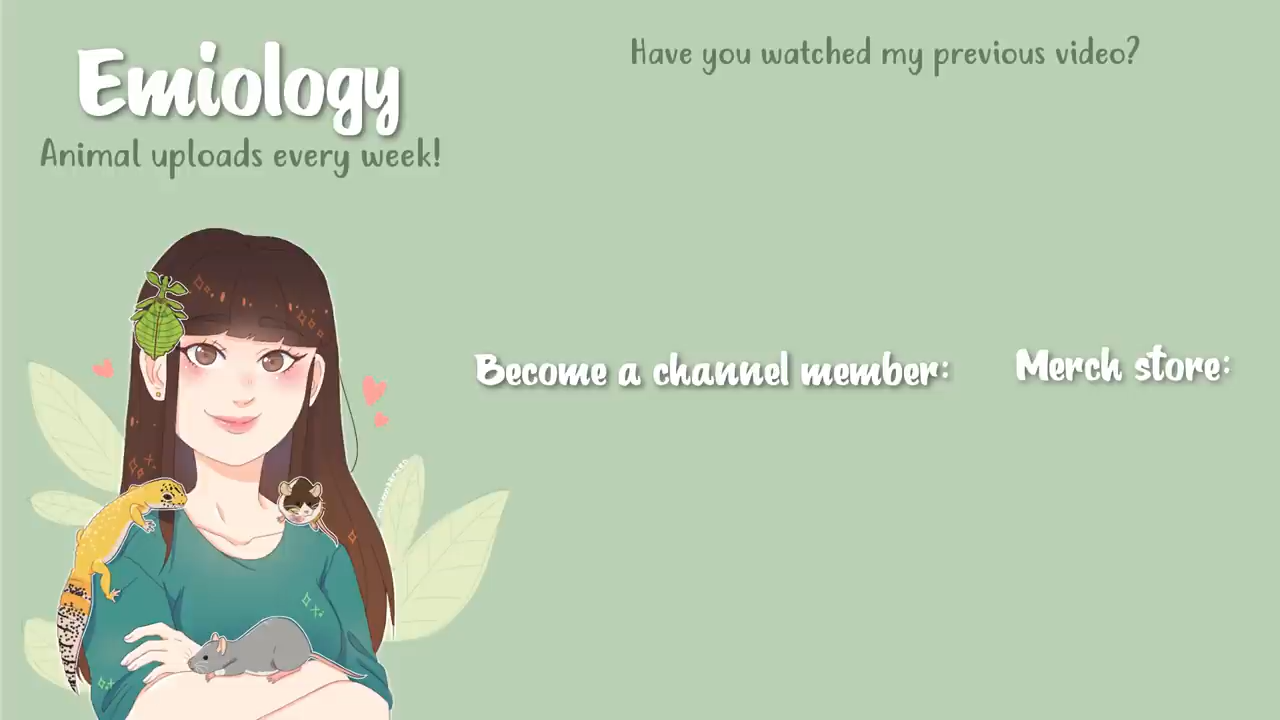 Emiology
Animal uploads every week!
Have you watched my previous video?
Become a channel member:
Merch store: